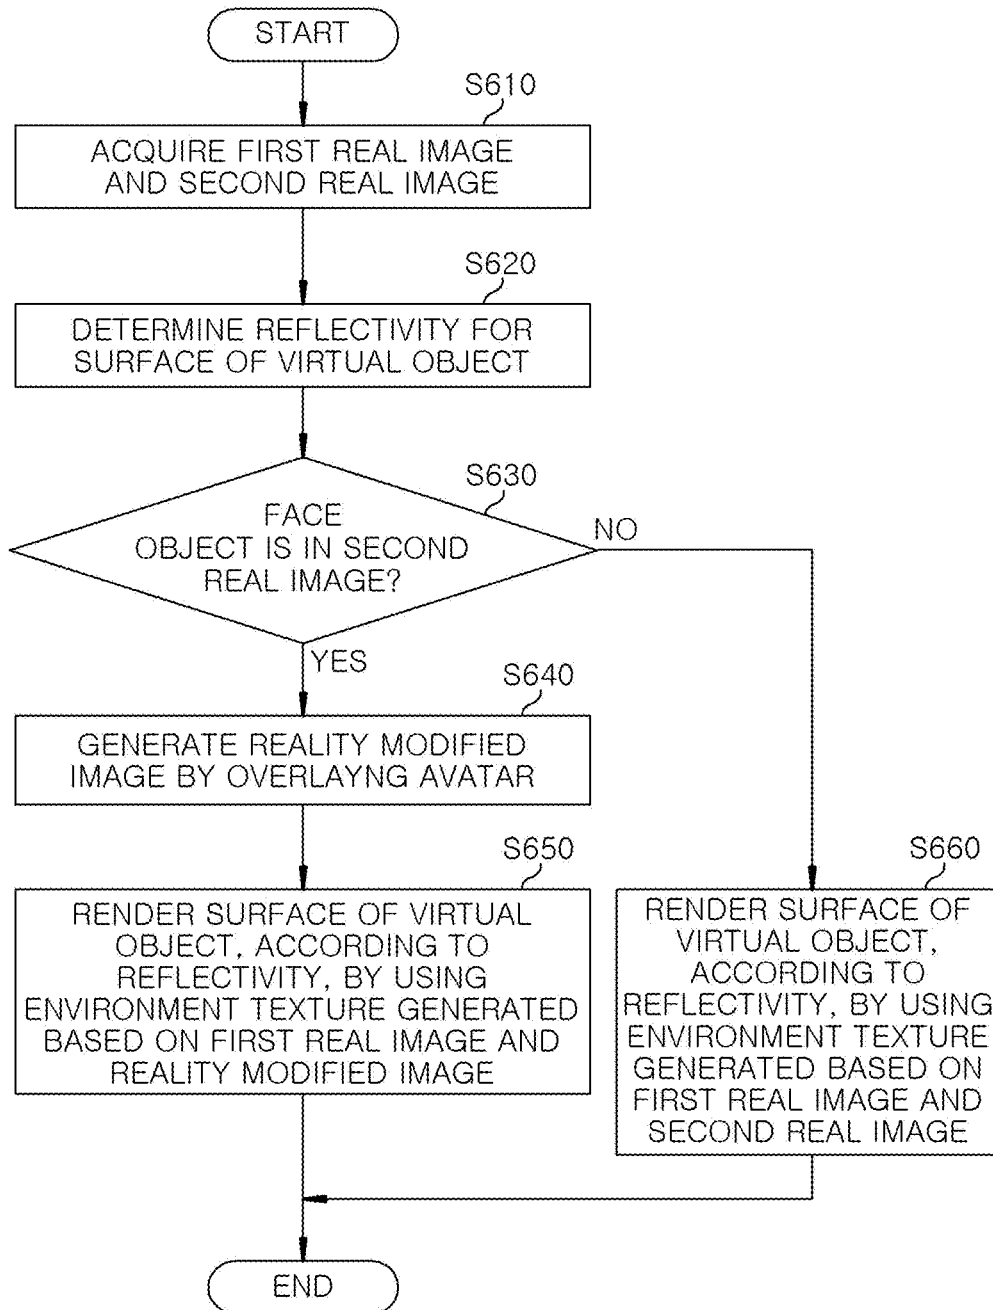 START
S610
ACQUIRE FIRST REAL IMAGE
AND SECOND REAL IMAGE
S620
DETERMINE REFLECTIVITY FOR
SURFACE OF VIRTUAL OBJECT
S630
FACE
OBJECT IS IN SECOND
REAL IMAGE?
NO
YES
S640
GENERATE REALITY MODIFIED
IMAGE BY OVERLAYNG AVATAR
S650
RENDER SURFACE OF VIRTUAL
OBJECT, ACCORDING TO
REFLECTIVITY, BY USING
ENVIRONMENT TEXTURE GENERATED
BASED ON FIRST REAL IMAGE AND
REALITY MODIFIED IMAGE
S660
RENDER SURFACE OF
VIRTUAL OBJECT,
ACCORDING TO
REFLECTIVITY, BY USING
ENVIRONMENT TEXTURE
GENERATED BASED ON
FIRST REAL IMAGE AND
SECOND REAL IMAGE
END